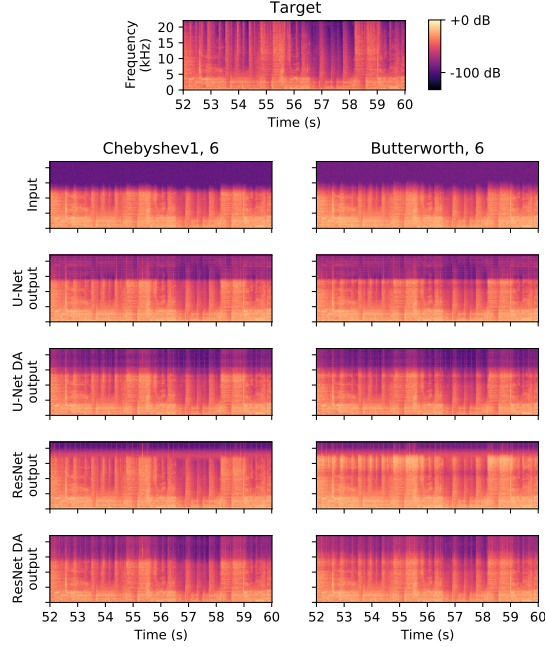 Target
Frequency
(kHz)
20
15
10
5
0
52 53 54 55 56 57 58 59 60
Time (s)
+0 dB
-100 dB
Chebyshev1, 6
Butterworth, 6
Input
U-Net
output
U-Net DA
output
ResNet
output
ResNet DA
output
52 53 54 55 56 57 58 59 60
Time (s)
52 53 54 55 56 57 58 59 60
Time (s)